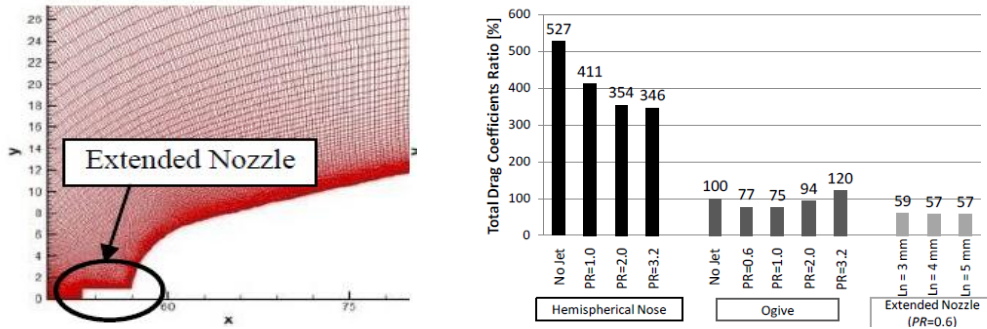 26
24
22
20
18
16
14
12
10
8
6
4
2
0
y
Extended Nozzle
y
60
75
x
Total Drag Coefficients Ratio [%]
600
500
400
300
200
100
0
527
411
354
346
100
77
75
94
120
59
57
57
No Jet
PR=1.0
PR=2.0
PR=3.2
No Jet
PR=0.6
PR=1.0
PR=2.0
PR=3.2
Ln = 3 mm
Ln = 4 mm
Ln = 5 mm
Hemispherical Nose
Ogive
Extended Nozzle
(PR=0.6)